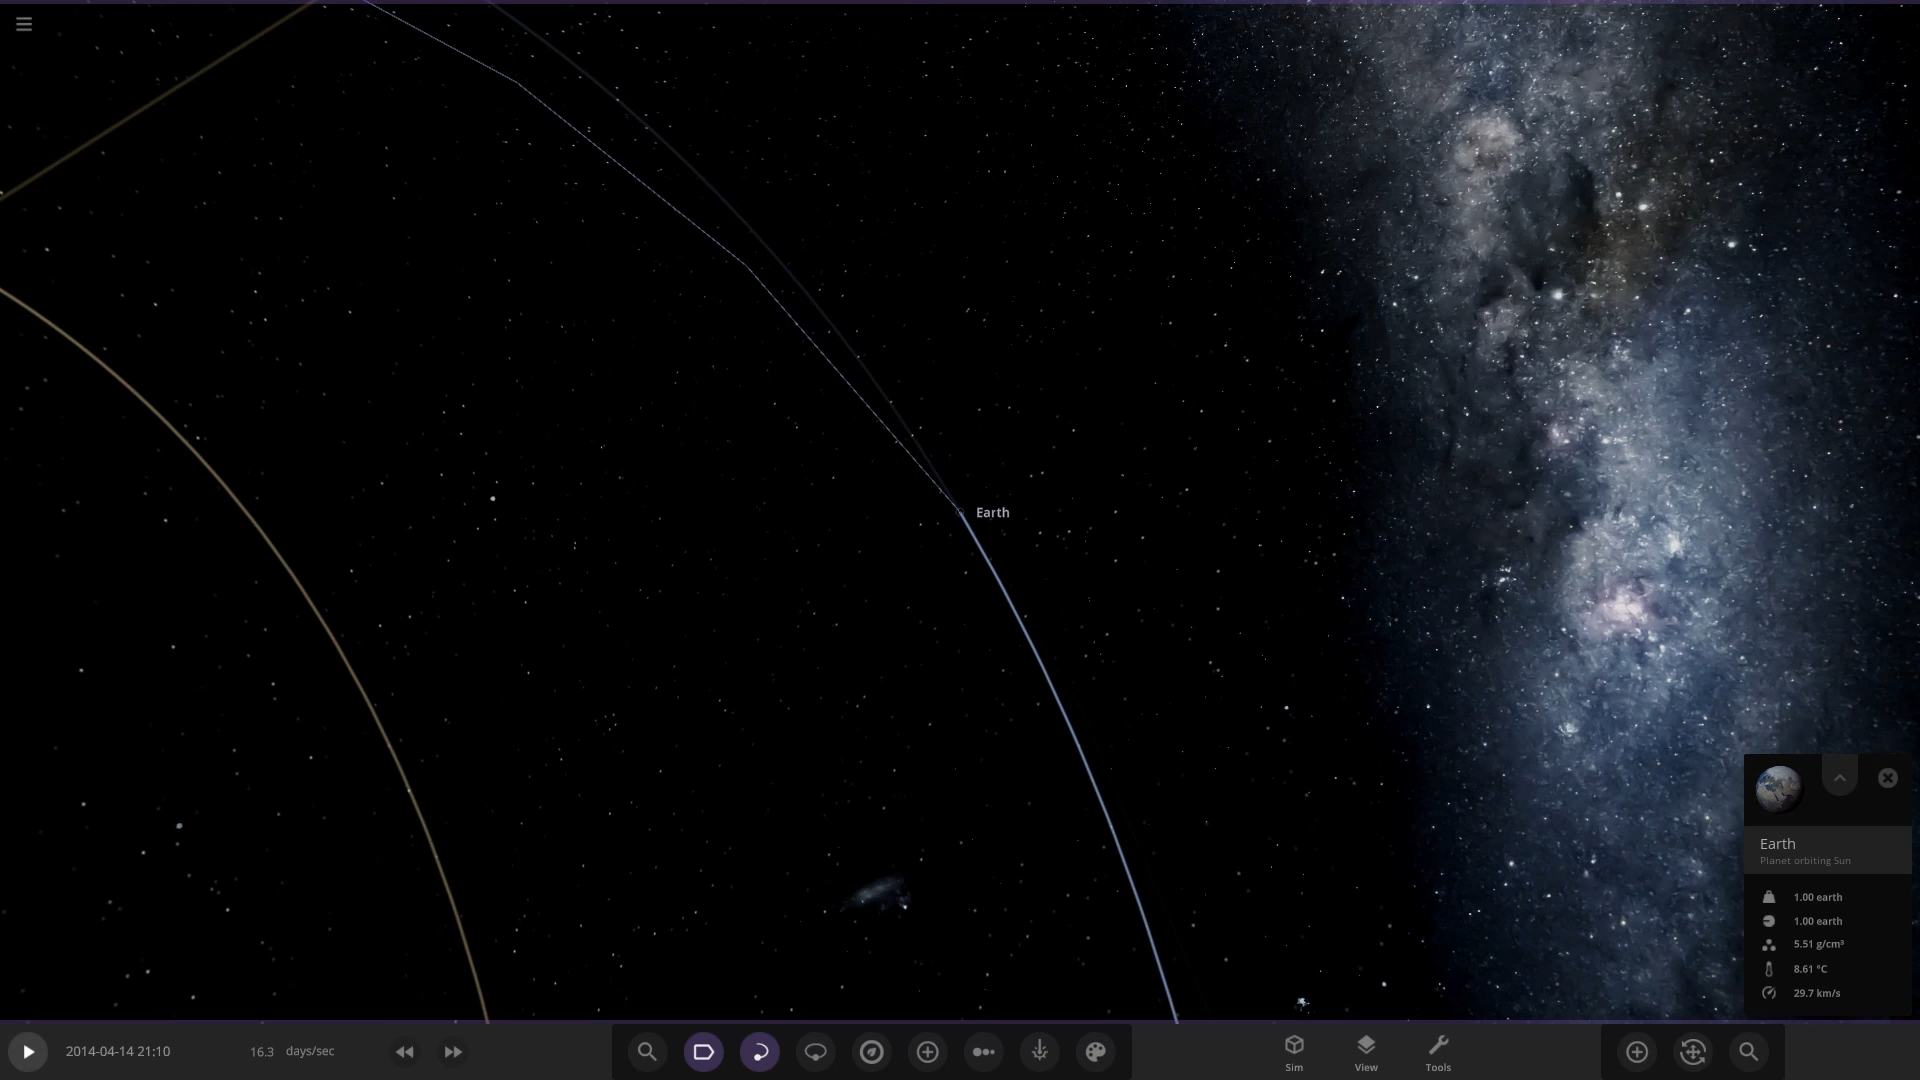 Earth
Earth
Planet orbiting Sun
1.00 earth
1.00 earth
5.51 g/cm³
8.61 °C
29.7 km/s
2014-04-14 21:10
16.3 days/sec
Sim
View
Tools